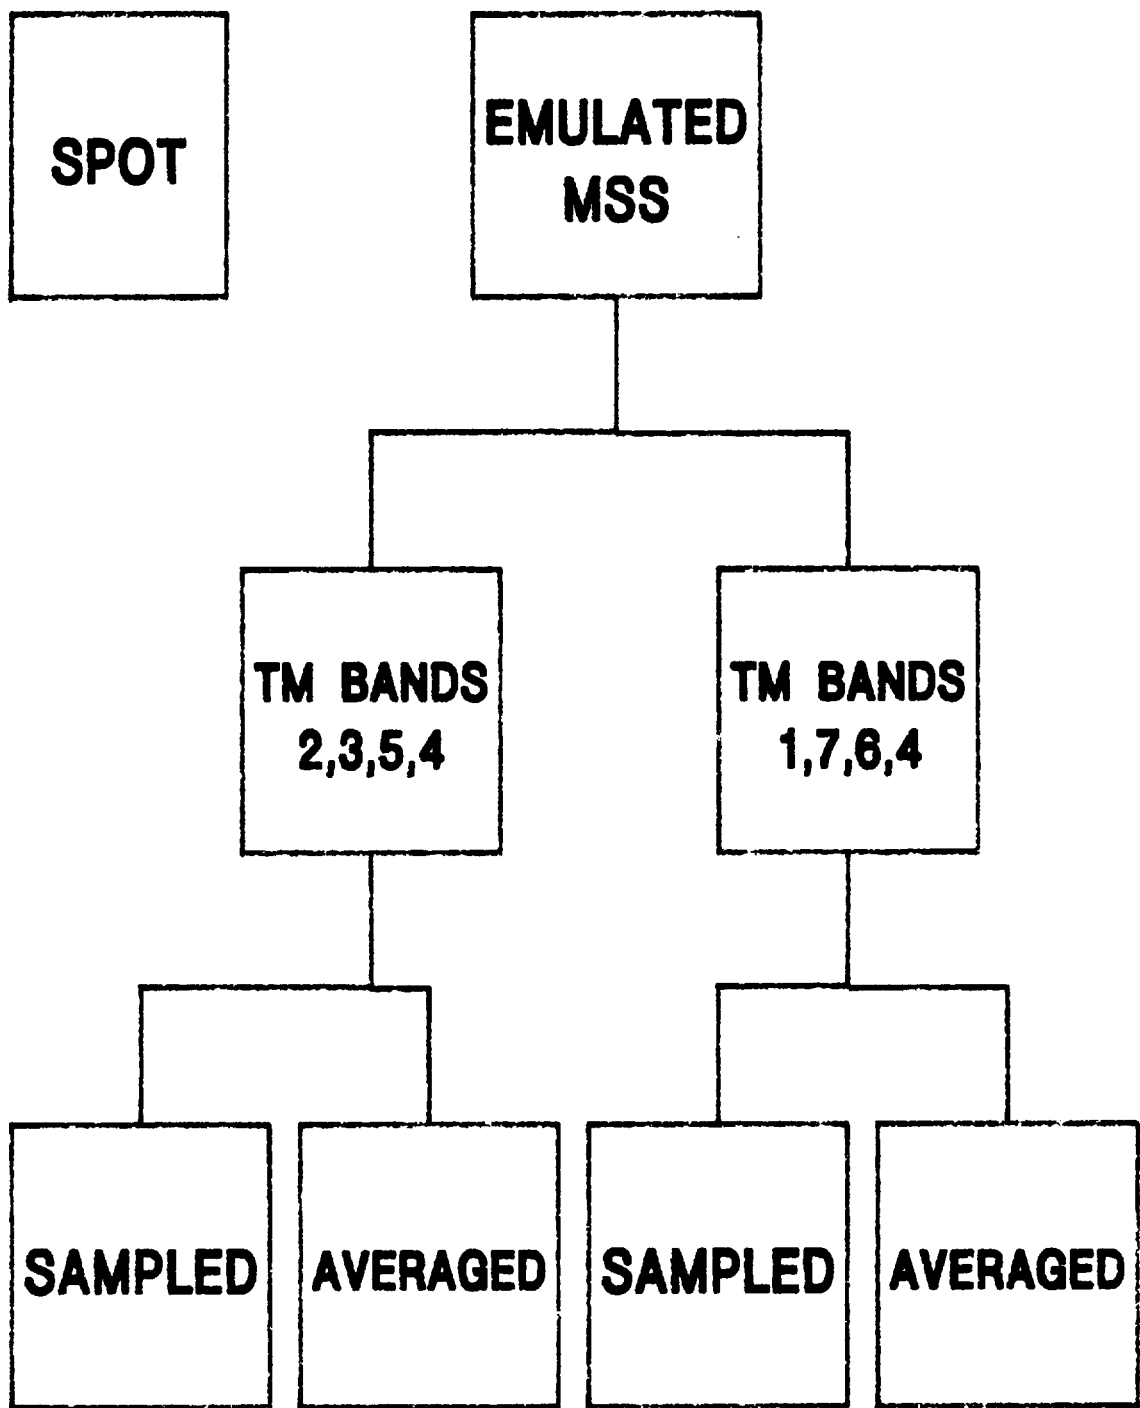 SPOT
EMULATED
MSS
TM BANDS
2,3,5,4
TM BANDS
1,7,6,4
SAMPLED
AVERAGED
SAMPLED
AVERAGED